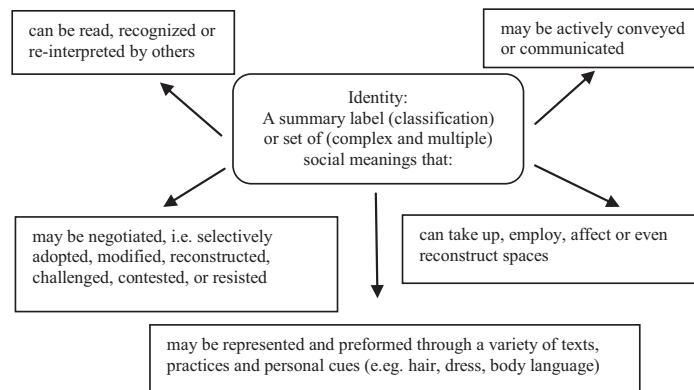 can be read, recognized or
re-interpreted by others
may be actively conveyed
or communicated
Identity:
A summary label (classification)
or set of (complex and multiple)
social meanings that:
may be negotiated, i.e. selectively
adopted, modified, reconstructed,
challenged, contested, or resisted
can take up, employ, affect or even
reconstruct spaces
may be represented and preformed through a variety of texts,
practices and personal cues (e.eg. hair, dress, body language)